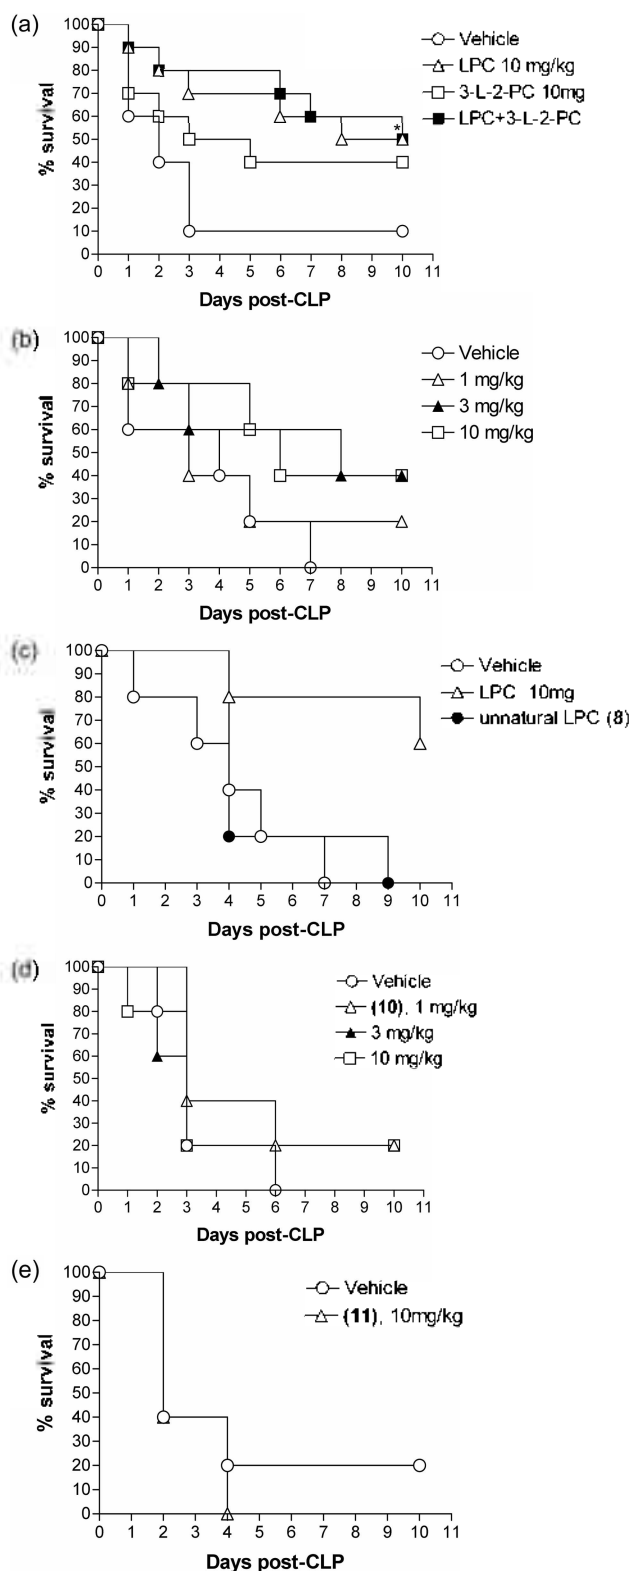 (a)
100
90
80
70
60
50
40
30
20
10
0
% survival
Vehicle
LPC 10 mg/kg
3-L-2-PC 10mg
LPC+3-L-2-PC
*
0 1 2 3 4 5 6 7 8 9 10 11
Days post-CLP
(b)
100
90
80
70
60
50
40
30
20
10
0
% survival
Vehicle
1 mg/kg
3 mg/kg
10 mg/kg
0 1 2 3 4 5 6 7 8 9 10 11
Days post-CLP
(c)
100
90
80
70
60
50
40
30
20
10
0
% survival
Vehicle
LPC 10mg
unnatural LPC (8)
0 1 2 3 4 5 6 7 8 9 10 11
Days post-CLP
(d)
100
90
80
70
60
50
40
30
20
10
0
% survival
Vehicle
(10), 1 mg/kg
3 mg/kg
10 mg/kg
0 1 2 3 4 5 6 7 8 9 10 11
Days post-CLP
(e)
100
90
80
70
60
50
40
30
20
10
0
% survival
Vehicle
(11), 10mg/kg
0 1 2 3 4 5 6 7 8 9 10 11
Days post-CLP